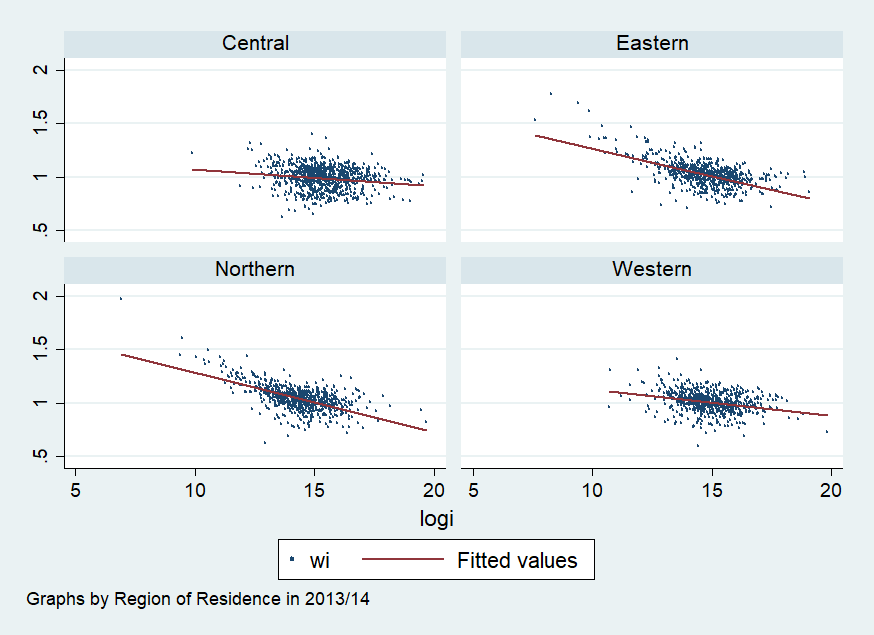 Central
Eastern
2
1.5
1
.5
Northern
Western
2
1.5
1
.5
5
10
15
20
5
10
15
20
logi
wi
Fitted values
Graphs by Region of Residence in 2013/14